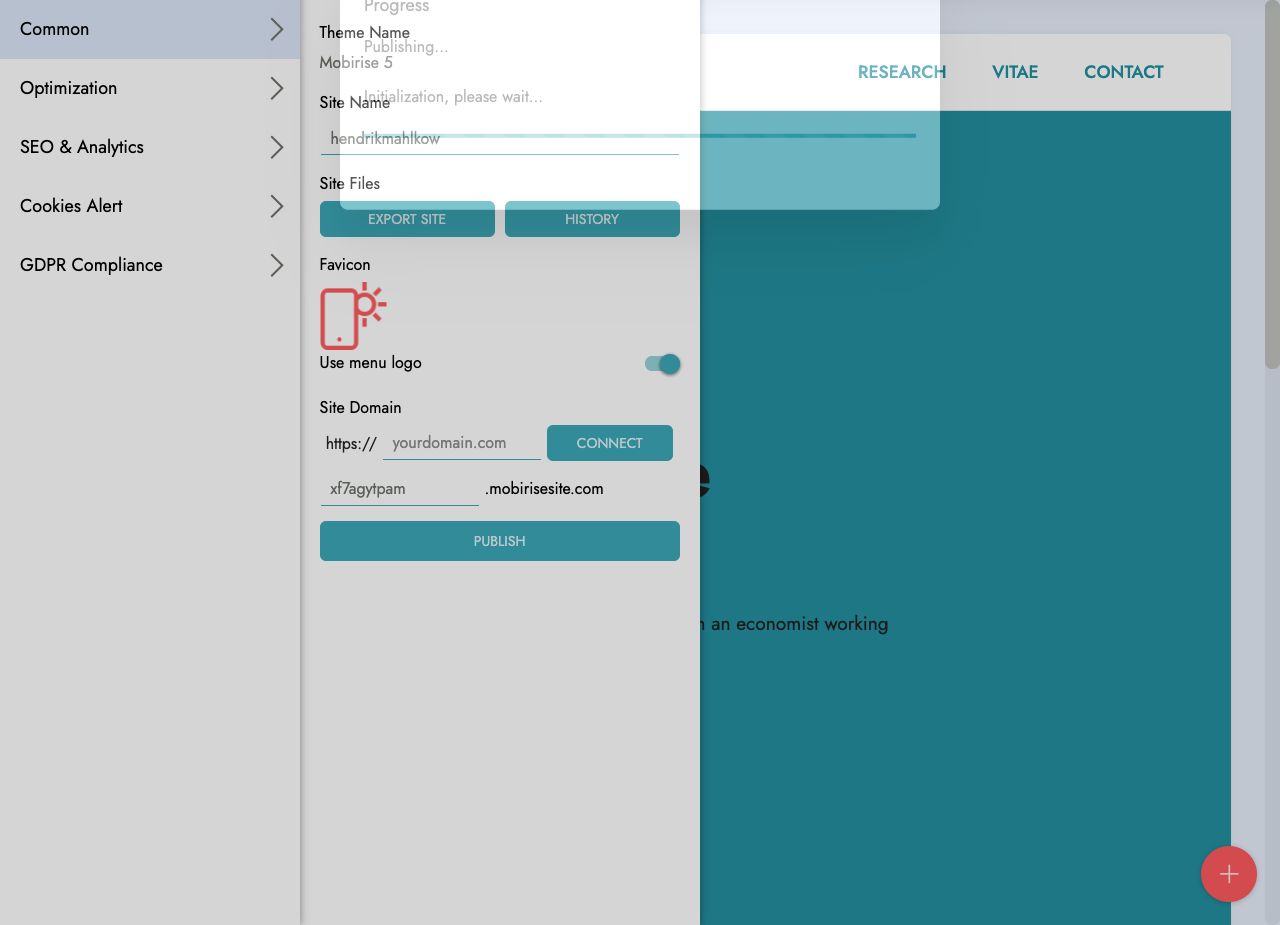 Common
Optimization
SEO & Analytics
Cookies Alert
GDPR Compliance
Progress
Theme Name
Publishing...
Mobirise 5
Initialization, please wait...
Site Name
hendrikmahlkow
Site Files
EXPORT SITE HISTORY
Favicon
Use menu logo
Site Domain
https:// yourdomain.com CONNECT
xf7agytpam .mobirisesite.com
PUBLISH
RESEARCH VITAE CONTACT
an economist working